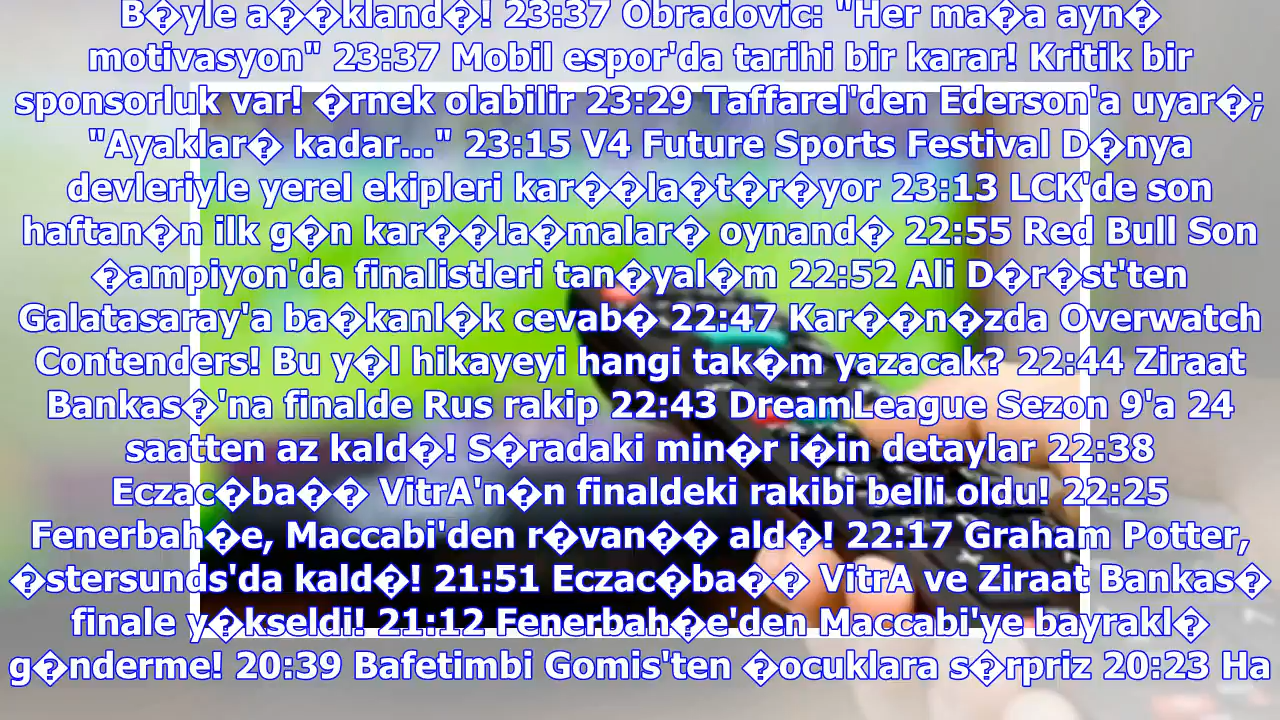 B�yle a��kland�! 23:37 Obradovic: "Her ma�a ayn�
motivasyon" 23:37 Mobil espor'da tarihi bir karar! Kritik bir
sponsorluk var! �rnek olabilir 23:29 Taffarel'den Ederson'a uyar�;
"Ayaklar� kadar..." 23:15 V4 Future Sports Festival D�nya
devleriyle yerel ekipleri kar��la�t�r�yor 23:13 LCK'de son
haftan�n ilk g�n kar��la�malar� oynand� 22:55 Red Bull Son
�ampiyon'da finalistleri tan�yal�m 22:52 Ali D�r�st'ten
Galatasaray'a ba�kanl�k cevab� 22:47 Kar��n�zda Overwatch
Contenders! Bu y�l hikayeyi hangi tak�m yazacak? 22:44 Ziraat
Bankas�'na finalde Rus rakip 22:43 DreamLeague Sezon 9'a 24
saatten az kald�! S�radaki min�r i�in detaylar 22:38
Eczac�ba�� VitrA'n�n finaldeki rakibi belli oldu! 22:25
Fenerbah�e, Maccabi'den r�van�� ald�! 22:17 Graham Potter,
�stersunds'da kald�! 21:51 Eczac�ba�� VitrA ve Ziraat Bankas�
finale y�kseldi! 21:12 Fenerbah�e'den Maccabi'ye bayrakl�
g�nderme! 20:39 Bafetimbi Gomis'ten �ocuklara s�rpriz 20:23 Ha